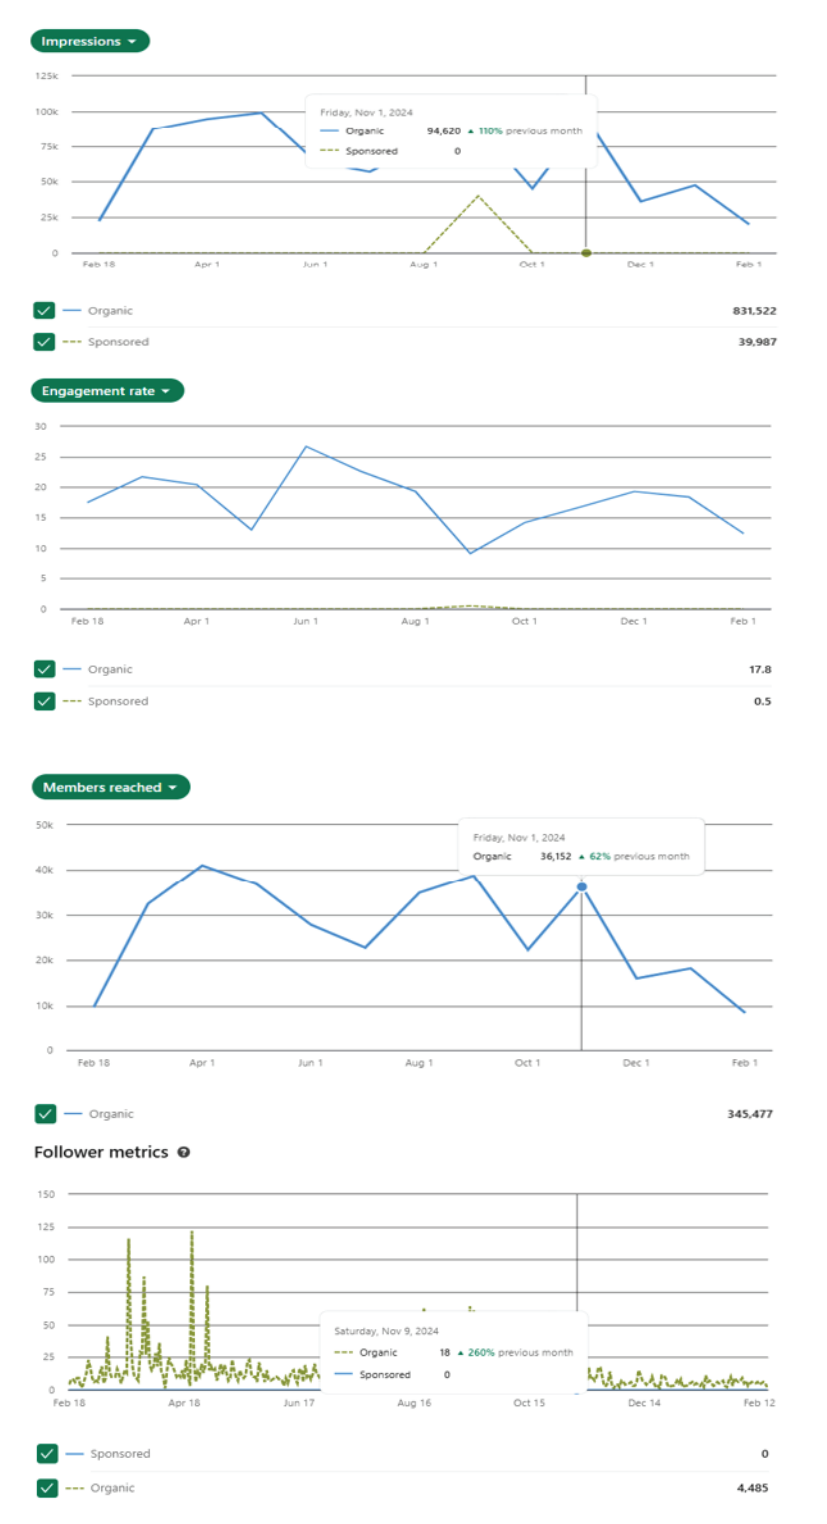 Impressions
125k
Friday, Nov 1, 2024
100k
Organic 94,620 ▲ 110% previous month
75k
Sponsored 0
50k
25k
0
Feb 18 Apr 1 Jun 1 Aug 1 Oct 1 Dec 1 Feb 1
Organic 831,522
Sponsored 39,987
Engagement rate
30
25
20
15
10
5
0
Feb 18 Apr 1 Jun 1 Aug 1 Oct 1 Dec 1 Feb 1
Organic 17.8
Sponsored 0.5
Members reached
50k
Friday, Nov 1, 2024
Organic 36,152 ▲ 62% previous month
40k
30k
20k
10k
0
Feb 18 Apr 1 Jun 1 Aug 1 Oct 1 Dec 1 Feb 1
Organic 345,477
Follower metrics ?
150
125
100
75
50
Saturday, Nov 9, 2024
Organic 18 ▲ 260% previous month
25
Sponsored 0
0
Feb 18 Apr 18 Jun 17 Aug 16 Oct 15 Dec 14 Feb 12
Sponsored 0
Organic 4,485